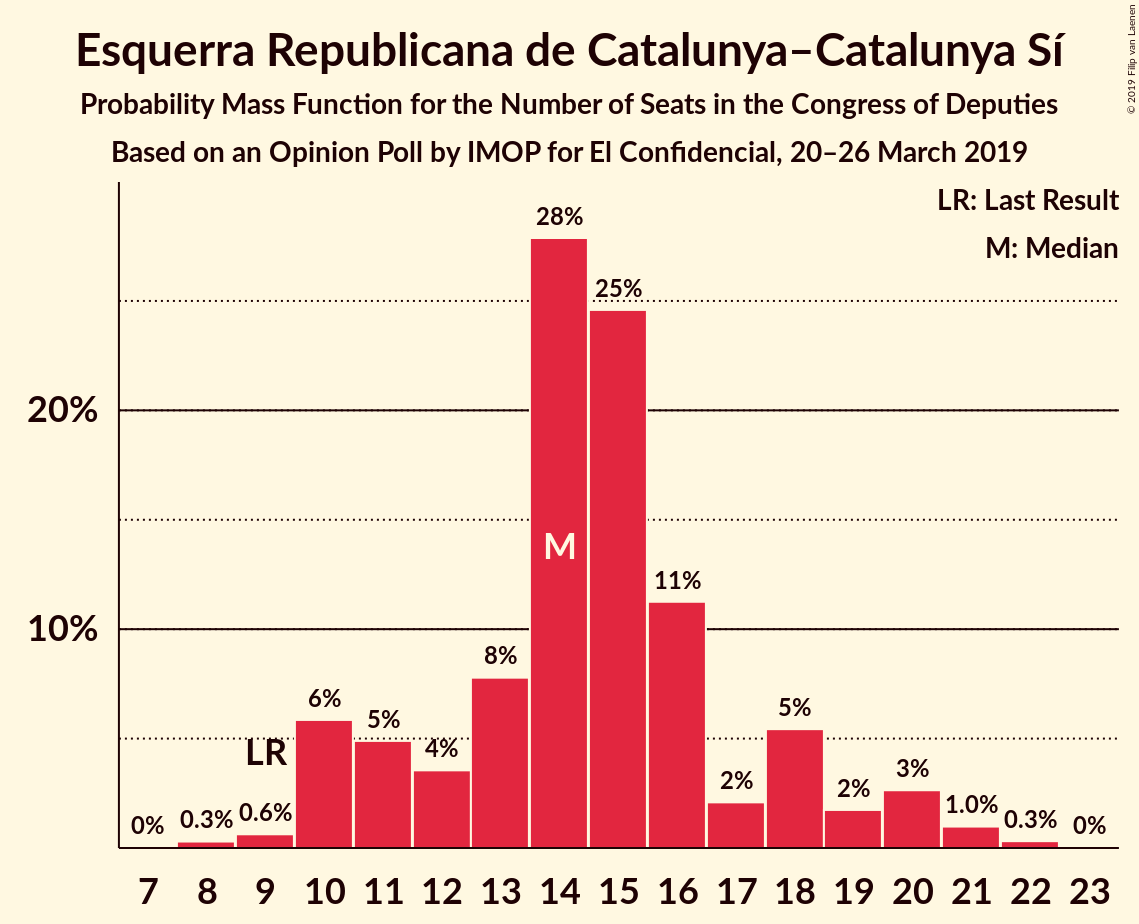 Esquerra Republicana de Catalunya–Catalunya Sí
Probability Mass Function for the Number of Seats in the Congress of Deputies
Based on an Opinion Poll by IMOP for El Confidencial, 20–26 March 2019
© 2019 Filip van Laenen
LR: Last Result
M: Median
20%
10%
0%
0.3%
0.6%
LR
6%
5%
4%
8%
28%
M
25%
11%
2%
5%
2%
3%
1.0%
0.3%
0%
7 8 9 10 11 12 13 14 15 16 17 18 19 20 21 22 23